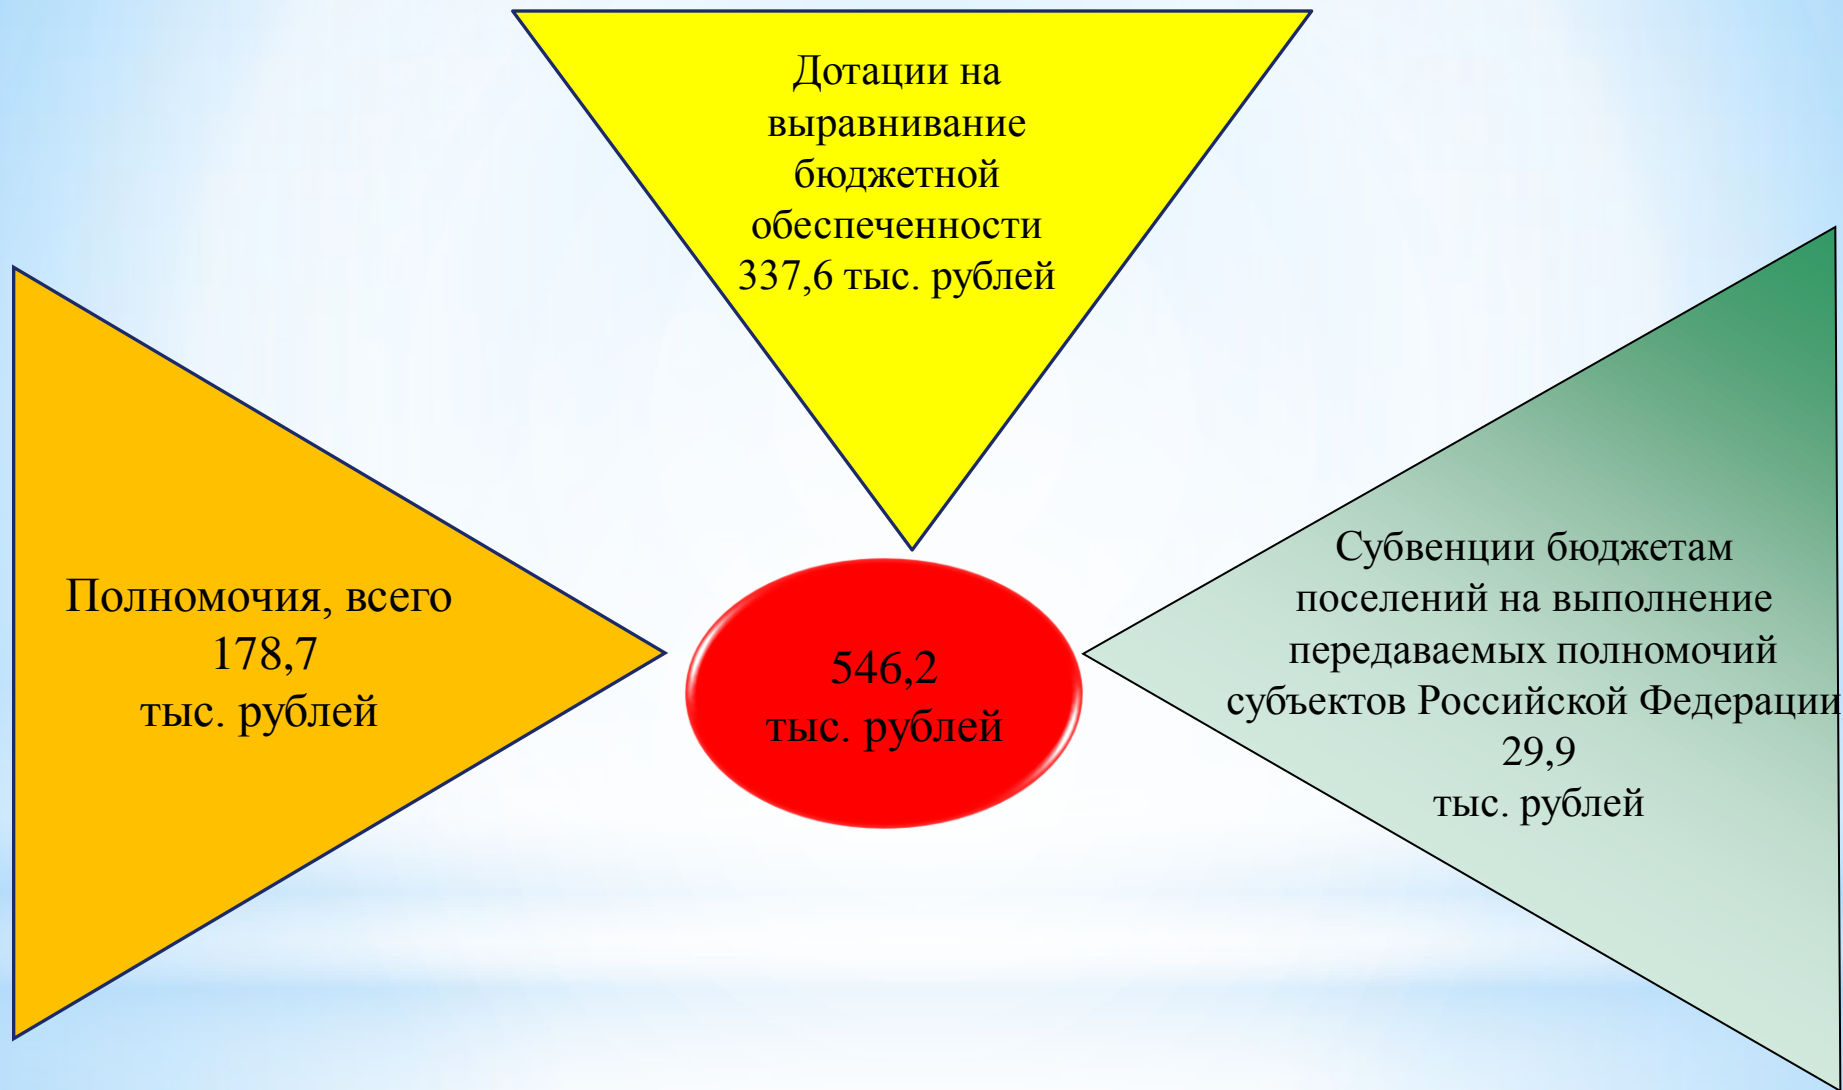 Дотации на
выравнивание
бюджетной
обеспеченности
337,6 тыс. рублей
Полномочия, всего
178,7
тыс. рублей
546,2
тыс. рублей
Субвенции бюджетам
поселений на выполнение
передаваемых полномочий
субъектов Российской Федерации
29,9
тыс. рублей